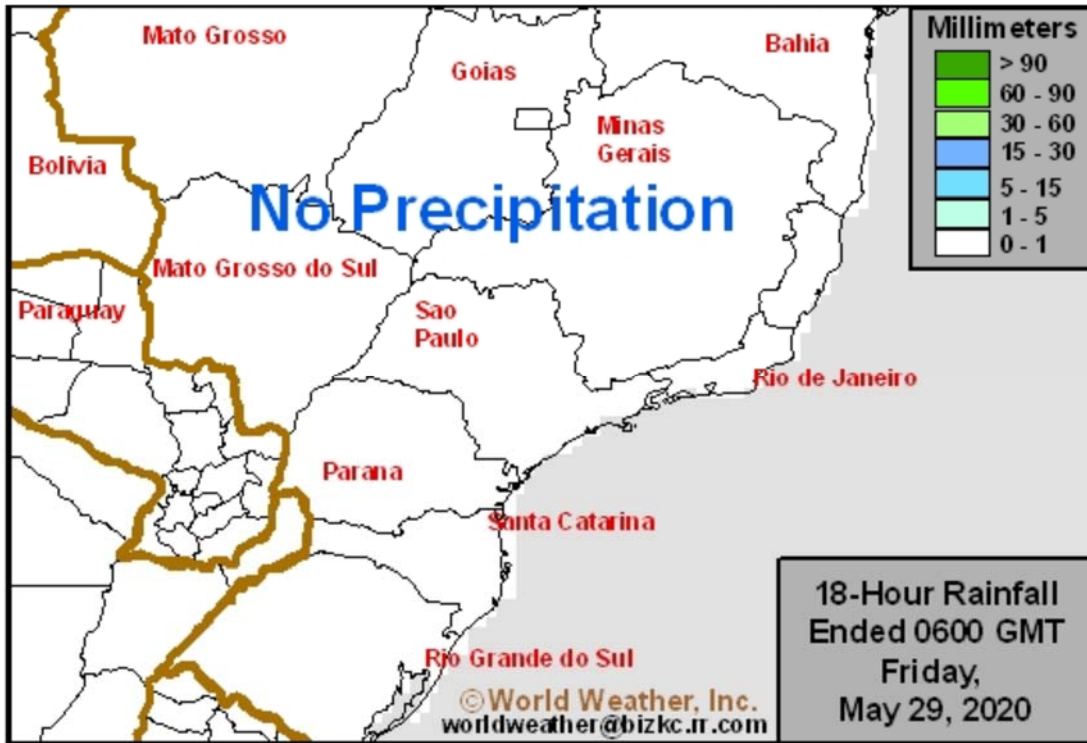 Mato Grosso
Goias
Bahia
Millimeters
> 90
60 - 90
30 - 60
15 - 30
5 - 15
1 - 5
0 - 1
Minas
Gerais
Bolivia
No Precipitation
Mato Grosso do Sul
Paraguay
Sao
Paulo
Rio de Janeiro
Parana
Santa Catarina
Rio Grande do Sul
©World Weather, Inc.
worldweather@bizkc.rr.com
18-Hour Rainfall
Ended 0600 GMT
Friday,
May 29, 2020